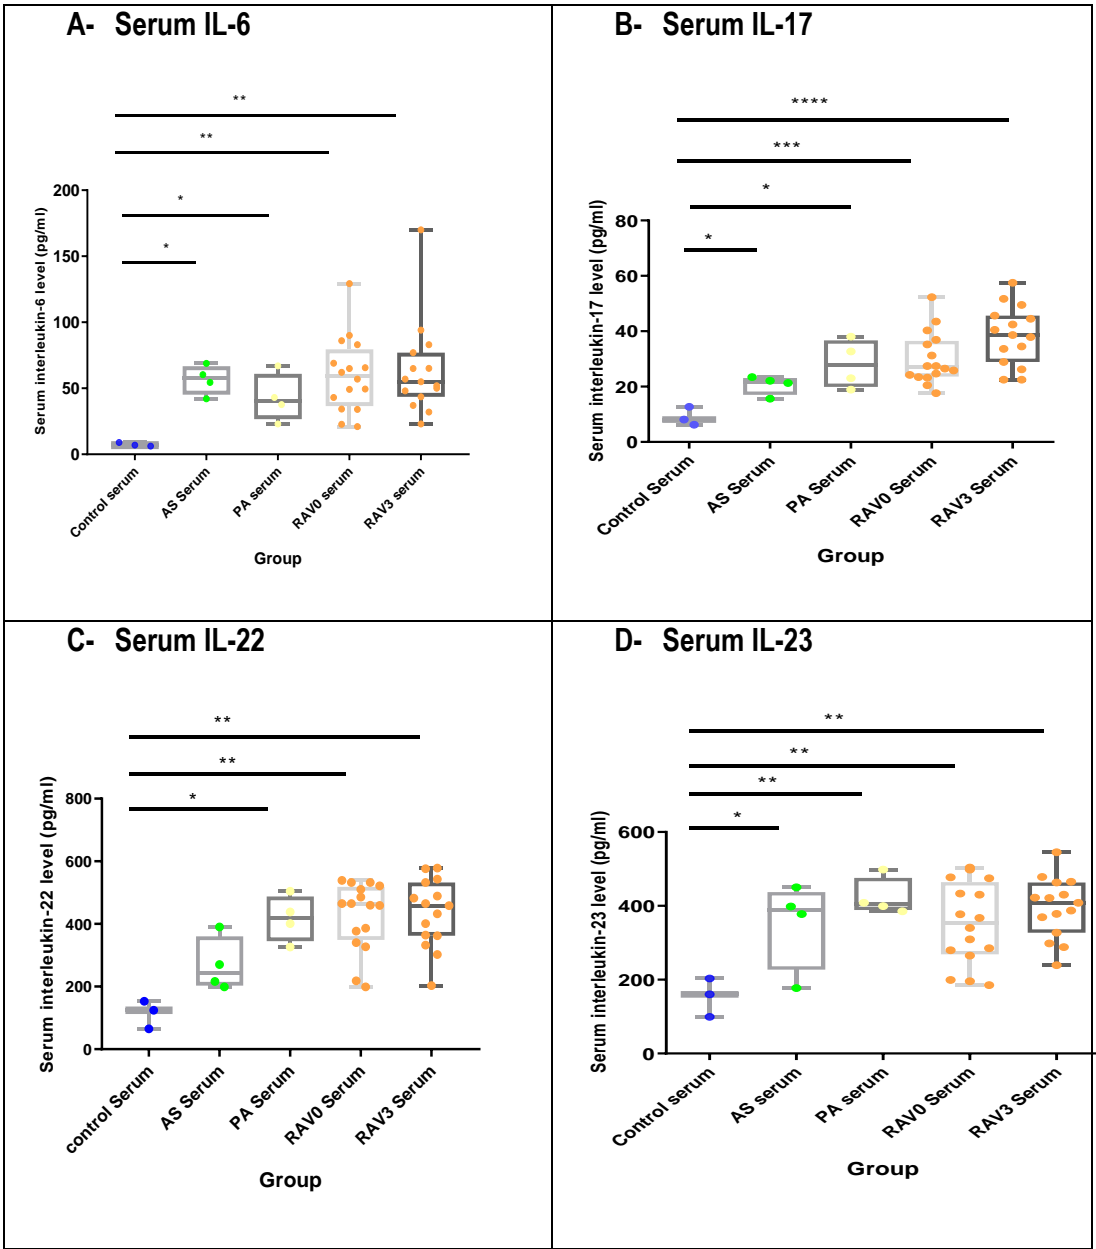 A- Serum IL-6
**
**
*
*
200
150
100
50
0
Serum interleukin-6 level (pg/ml)
Control serum
AS Serum
PA serum
RAV0 serum
RAV3 serum
Group
B- Serum IL-17
****
***
*
*
80
60
40
20
0
Serum interleukin-17 level (pg/ml)
Control Serum
AS Serum
PA Serum
RAV0 Serum
RAV3 Serum
Group
C- Serum IL-22
**
**
*
800
600
400
200
0
Serum interleukin-22 level (pg/ml)
control Serum
AS Serum
PA Serum
RAV0 Serum
RAV3 Serum
Group
D- Serum IL-23
**
**
**
*
600
400
200
0
Serum interleukin-23 level (pg/ml)
Control serum
AS serum
PA serum
RAV0 Serum
RAV3 Serum
Group